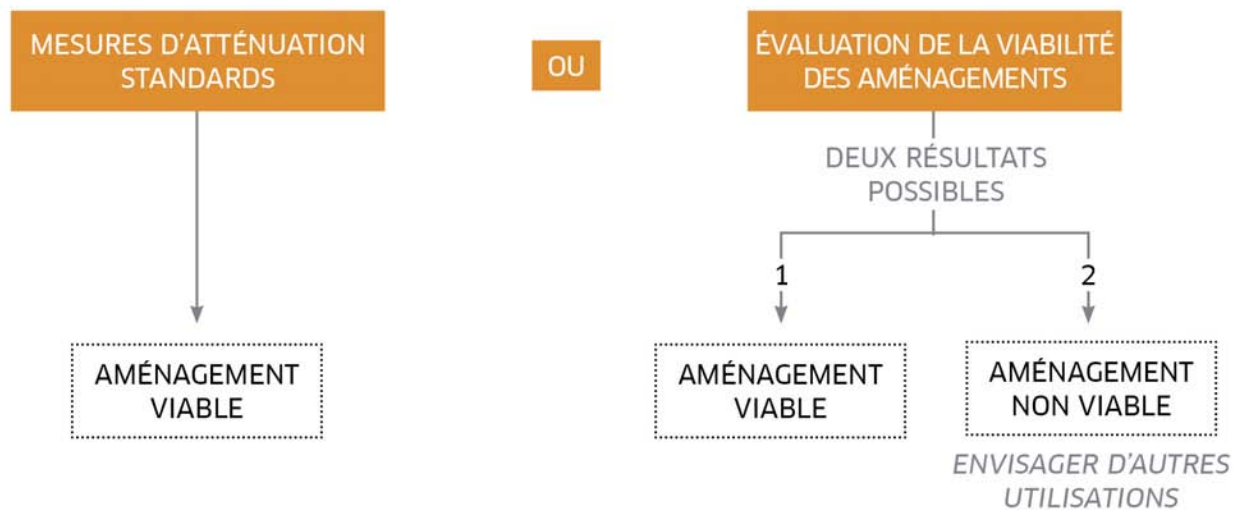 MESURES D'ATTÉNUATION
STANDARDS
OU
ÉVALUATION DE LA VIABILITÉ
DES AMÉNAGEMENTS
DEUX RÉSULTATS
POSSIBLES
1
2
AMÉNAGEMENT
VIABLE
AMÉNAGEMENT
VIABLE
AMÉNAGEMENT
NON VIABLE
ENVISAGER D'AUTRES
UTILISATIONS